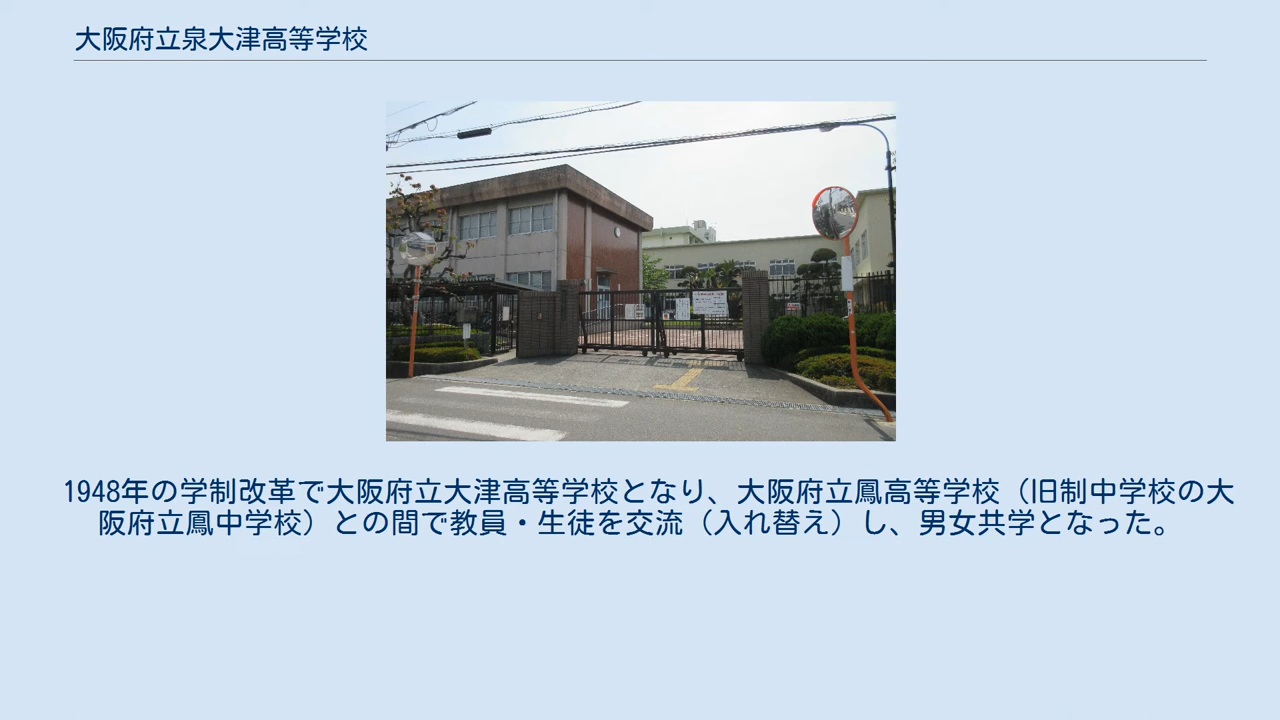 大阪府立泉大津高等学校
1948年の学制改革で大阪府立大津高等学校となり、大阪府立鳳高等学校（旧制中学校の大
阪府立鳳中学校）との間で教員・生徒を交流（入れ替え）し、男女共学となった。